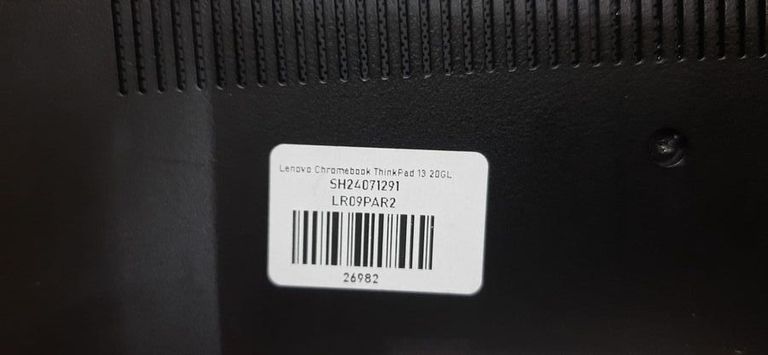 Lenovo Chromebook ThinkPad 13 20GL
SH24071291
LR09PAR2
26982